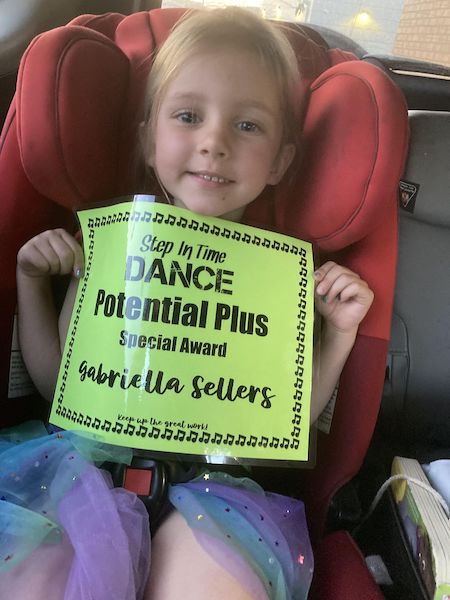 Step In Time
DANCE
Potential Plus
Special Award
gabriella Sellers
Keep up the great work!